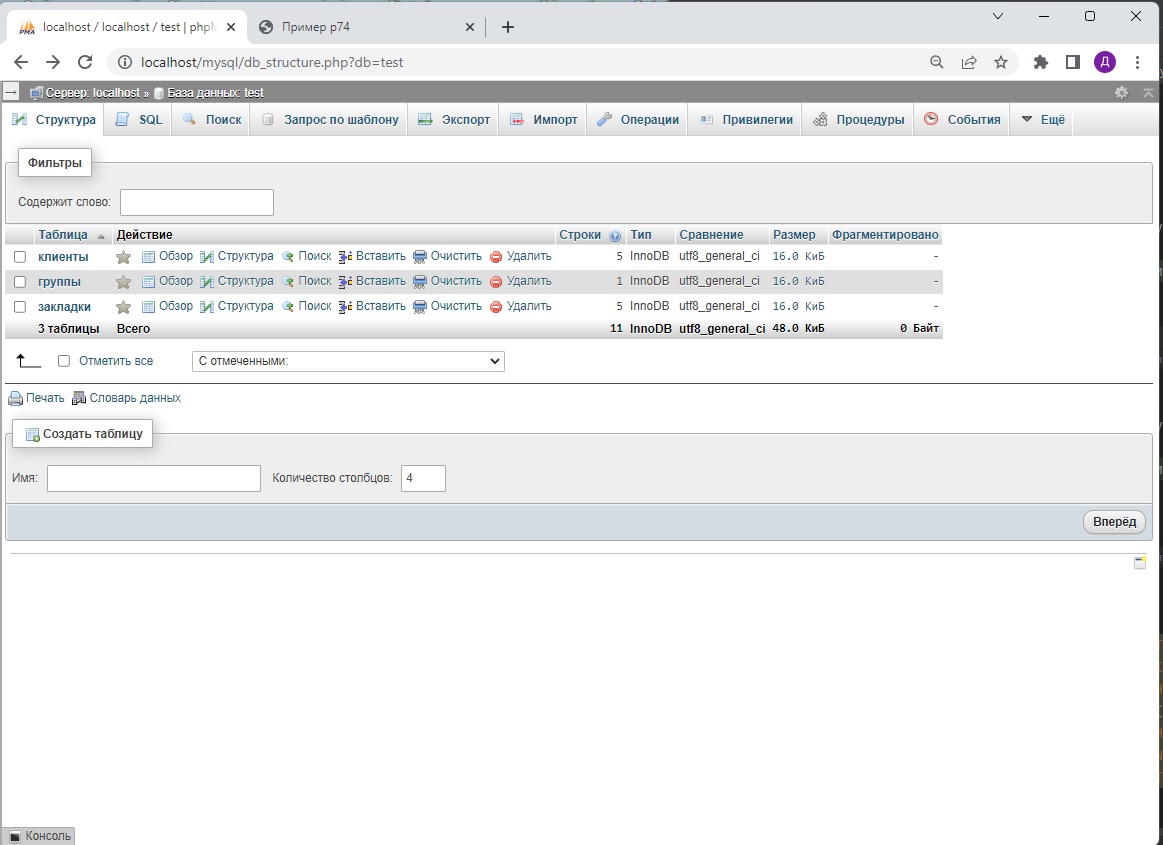 localhost / localhost / test | phpM
Пример p74
localhost/mysql/db_structure.php?db=test
Д
Сервер: localhost » База данных: test
Структура SQL Поиск Запрос по шаблону Экспорт Импорт Операции Привилегии Процедуры События Ещё
Фильтры
Содержит слово:
Таблица Действие Строки Тип Сравнение Размер Фрагментировано
клиенты Обзор Структура Поиск Вставить Очистить Удалить 5 InnoDB utf8_general_ci 16.0 КиБ -
группы Обзор Структура Поиск Вставить Очистить Удалить 1 InnoDB utf8_general_ci 16.0 КиБ -
закладки Обзор Структура Поиск Вставить Очистить Удалить 5 InnoDB utf8_general_ci 16.0 КиБ -
3 таблицы Всего 11 InnoDB utf8_general_ci 48.0 КиБ 0 Байт
Отметить все С отмеченными:
Печать Словарь данных
Создать таблицу
Имя: Количество столбцов: 4
Вперёд
Консоль